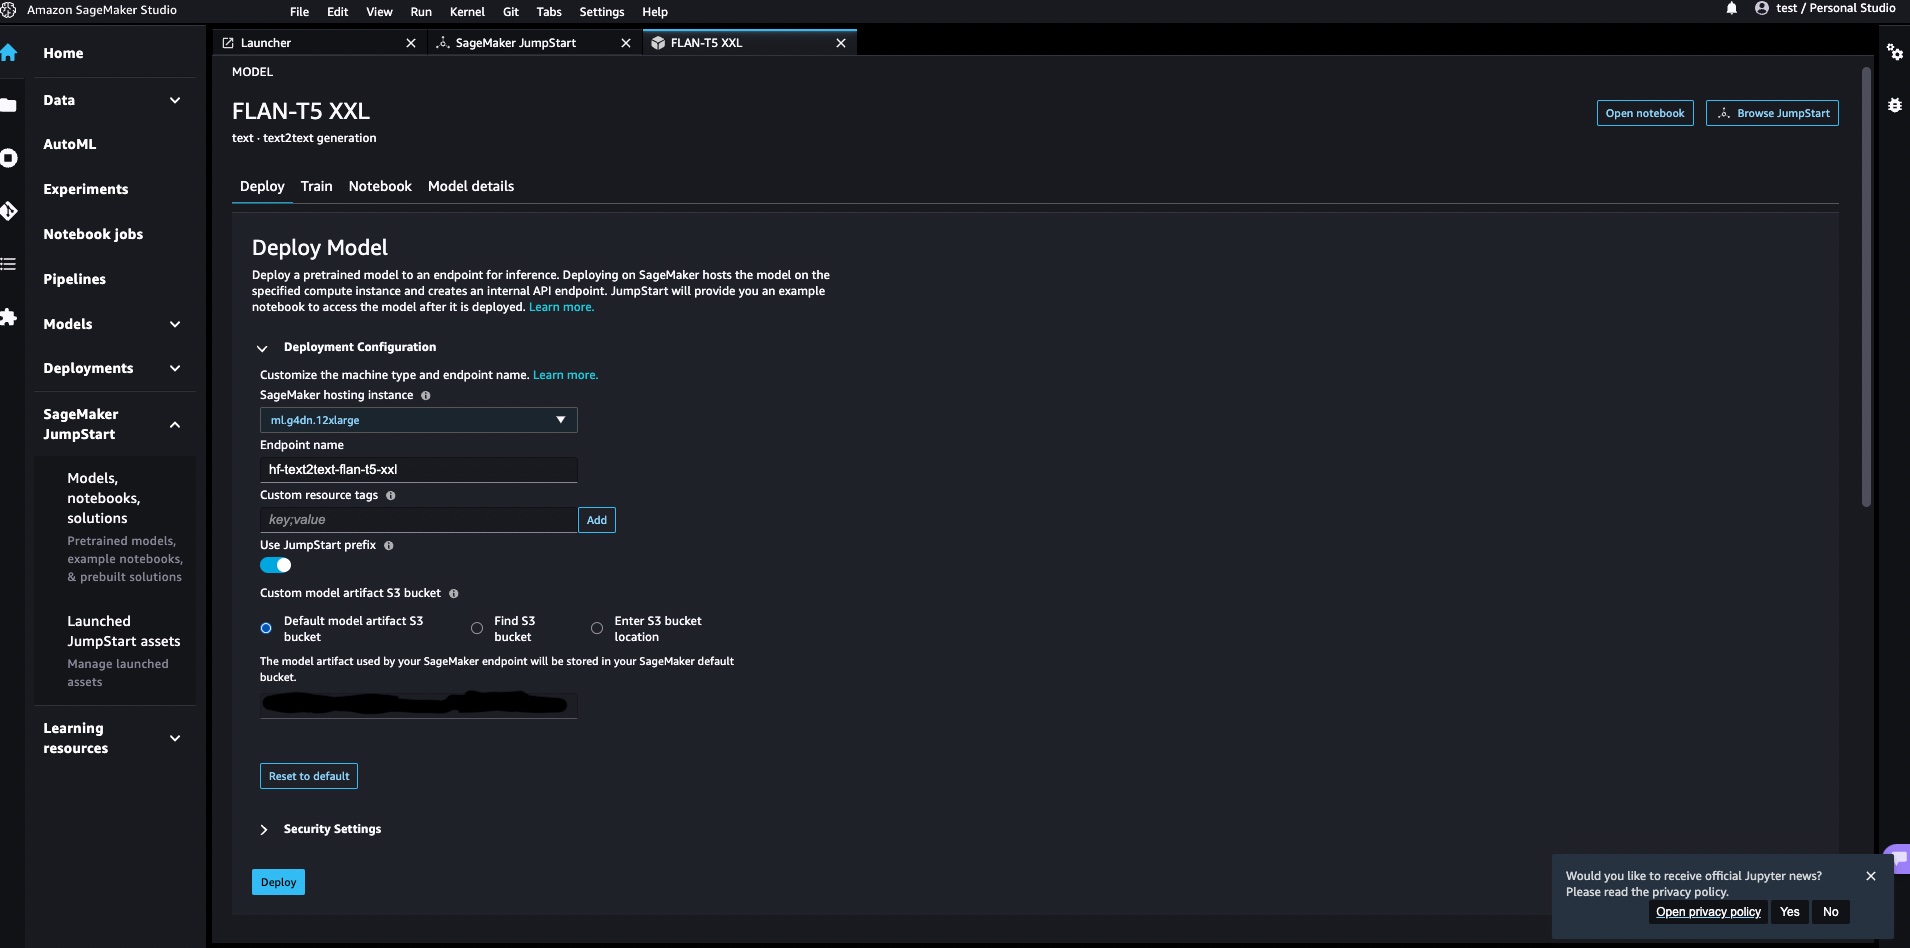 Amazon SageMaker Studio
File Edit View Run Kernel Git Tabs Settings Help
test / Personal Studio
Home
Data
AutoML
Experiments
Notebook jobs
Pipelines
Models
Deployments
SageMaker
JumpStart
Models,
notebooks,
solutions
Pretrained models,
example notebooks,
& prebuilt solutions
Launched
JumpStart assets
Manage launched
assets
Learning
resources
Launcher
SageMaker JumpStart
FLAN-T5 XXL
MODEL
FLAN-T5 XXL
text · text2text generation
Open notebook
Browse JumpStart
Deploy Train Notebook Model details
Deploy Model
Deploy a pretrained model to an endpoint for inference. Deploying on SageMaker hosts the model on the
specified compute instance and creates an internal API endpoint. JumpStart will provide you an example
notebook to access the model after it is deployed. Learn more.
Deployment Configuration
Customize the machine type and endpoint name. Learn more.
SageMaker hosting instance
ml.g4dn.12xlarge
Endpoint name
hf-text2text-flan-t5-xxl
Custom resource tags
key;value
Add
Use JumpStart prefix
Custom model artifact S3 bucket
Default model artifact S3
bucket
Find S3
bucket
Enter S3 bucket
location
The model artifact used by your SageMaker endpoint will be stored in your SageMaker default
bucket.
Reset to default
Security Settings
Deploy
Would you like to receive official Jupyter news?
Please read the privacy policy.
Open privacy policy Yes No